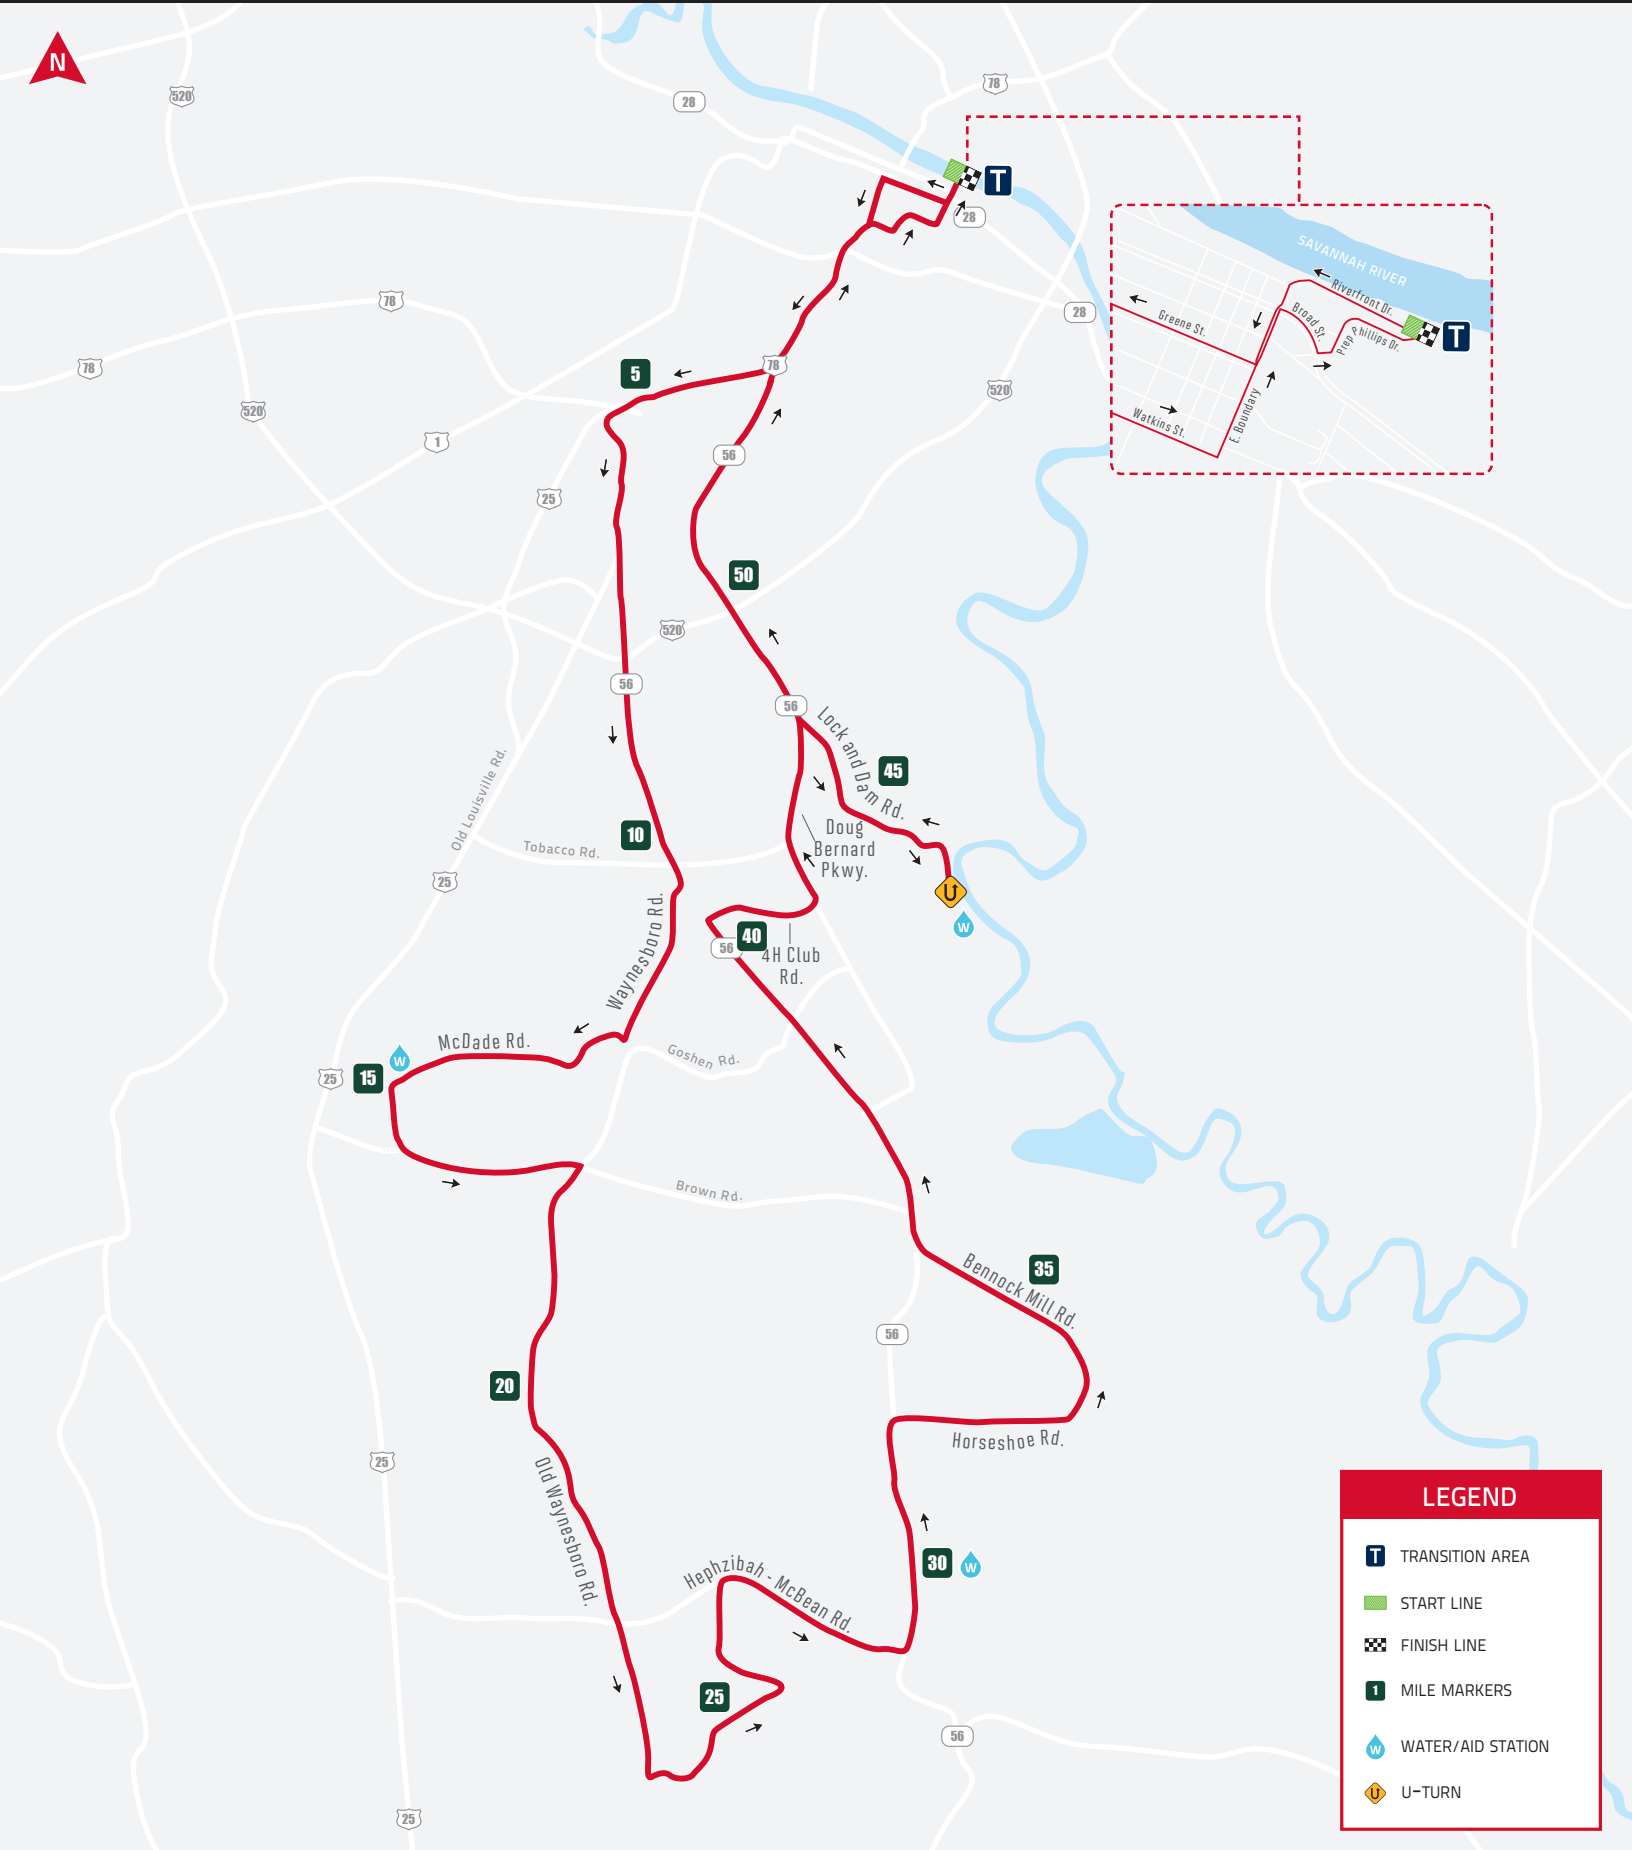 N
520
28
78
T
28
SAVANNAH RIVER
Riverfront Dr.
Broad St.
Greene St.
Prep Phillips Dr.
T
E. Boundary
Watkins St.
78
28
78
78
5
520
520
1
56
25
50
520
56
56
Lock and Dam Rd.
45
Old Louisville Rd.
10
Tobacco Rd.
Doug
Bernard
Pkwy.
25
Waynesboro Rd.
W
40
56
4H Club
Rd.
McDade Rd.
W
Goshen Rd.
25
15
Brown Rd.
Bennock Mill Rd.
35
56
20
Horseshoe Rd.
25
Old Waynesboro Rd.
Hephzibah - McBean Rd.
30
W
25
56
25
LEGEND
T
TRANSITION AREA
START LINE
FINISH LINE
1
MILE MARKERS
W
WATER/AID STATION
U-TURN